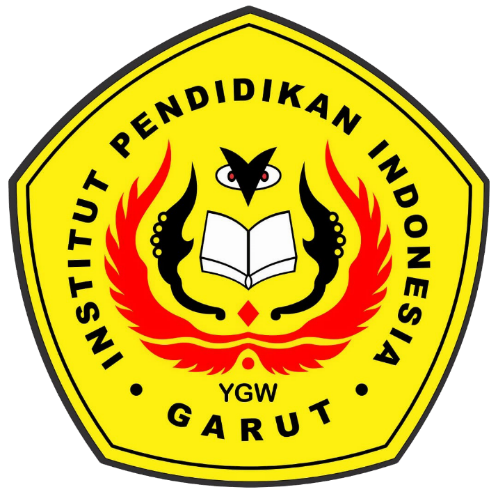 INSTITUT PENDIDIKAN INDONESIA
YGW
• GARUT •